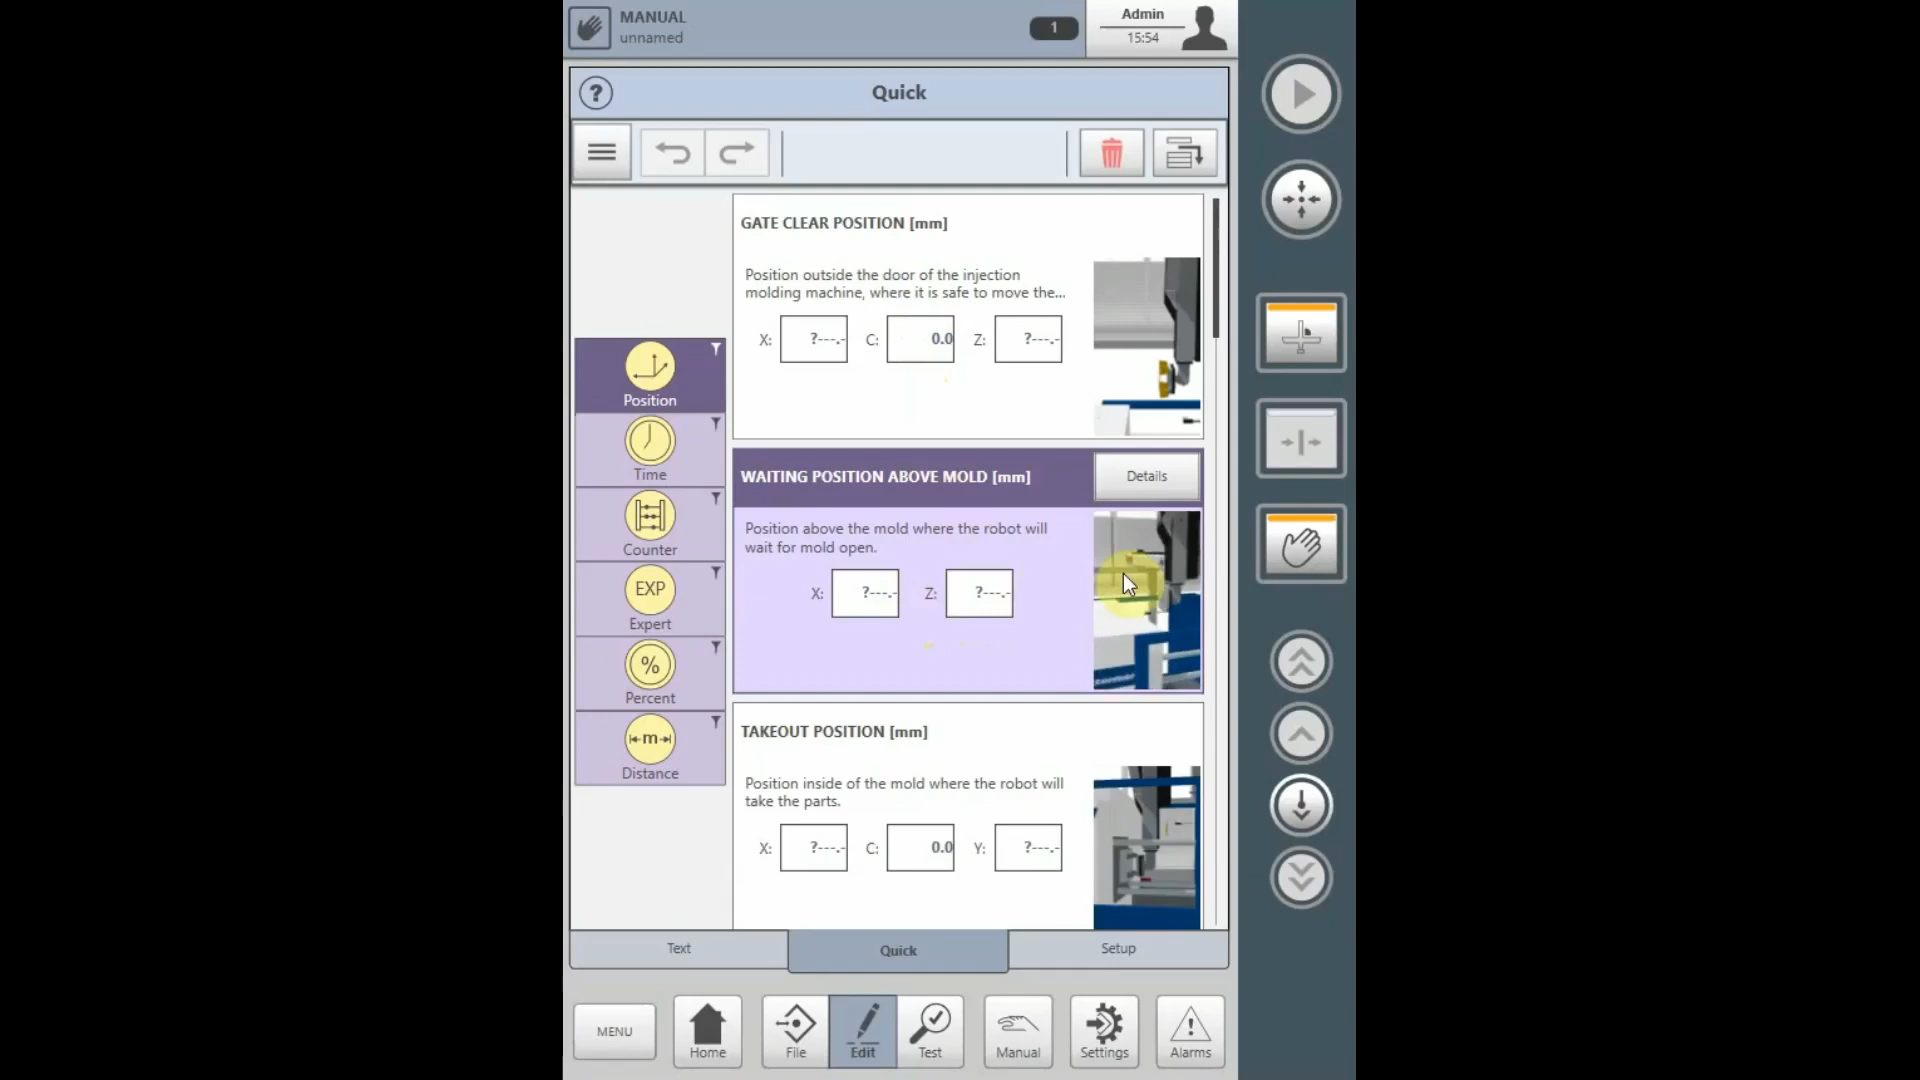 MANUAL
unnamed
1
Admin
15:54
?
Quick
GATE CLEAR POSITION [mm]
Position outside the door of the injection
molding machine, where it is safe to move the...
X: ?---.- C: 0.0 Z: ?---.-
Position
Time
Counter
EXP
Expert
%
Percent
m
Distance
WAITING POSITION ABOVE MOLD [mm]
Details
Position above the mold where the robot will
wait for mold open.
X: ?---.- Z: ?---.-
TAKEOUT POSITION [mm]
Position inside of the mold where the robot will
take the parts.
X: ?---.- C: 0.0 Y: ?---.-
Text
Quick
Setup
MENU
Home
File
Edit
Test
Manual
Settings
Alarms